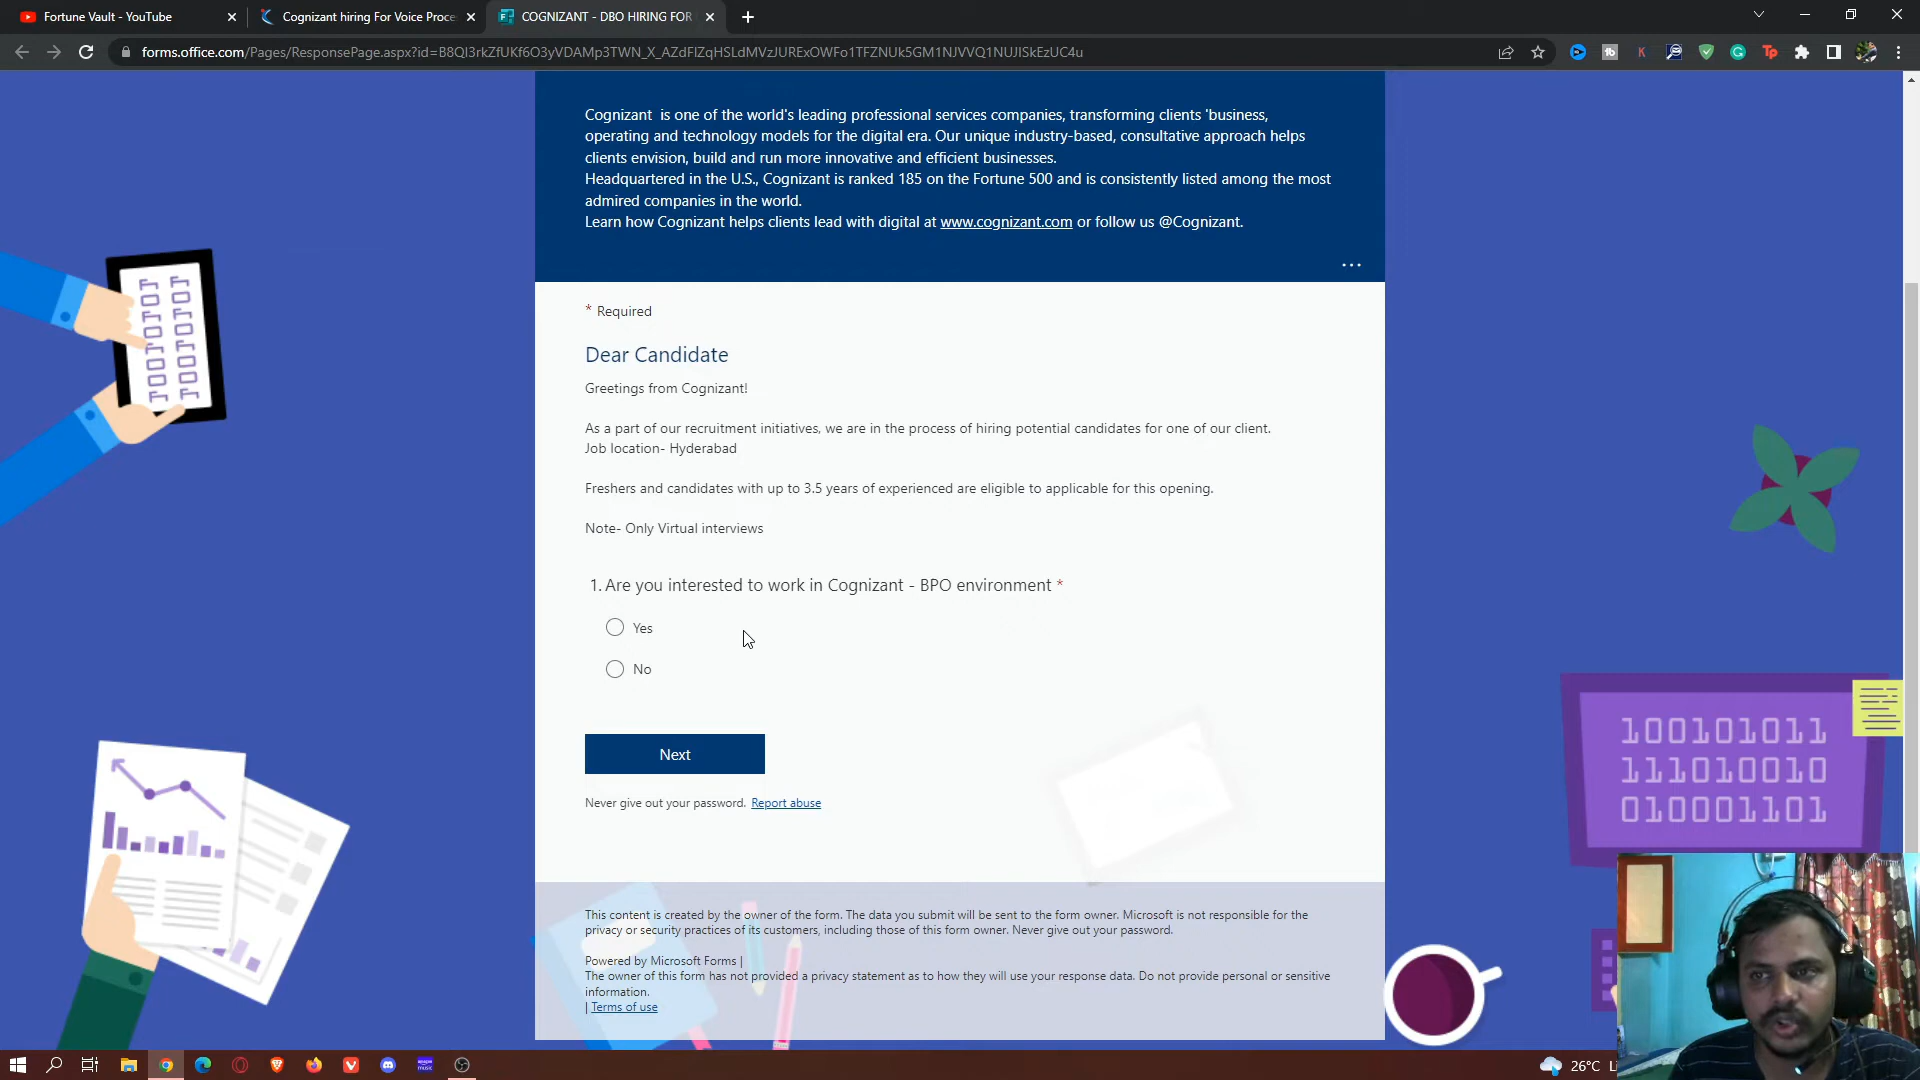 Fortune Vault - YouTube
Cognizant hiring For Voice Proce
COGNIZANT - DBO HIRING FOR
forms.office.com/Pages/ResponsePage.aspx?id=B8QI3rkZfUKf6O3yVDAMp3TWN_X_AZdFlZqHSLdMVzJURExOWFo1TFZNUk5GM1NJVVQ1NUJISkEzUC4u
Cognizant is one of the world's leading professional services companies, transforming clients 'business,
operating and technology models for the digital era. Our unique industry-based, consultative approach helps
clients envision, build and run more innovative and efficient businesses.
Headquartered in the U.S., Cognizant is ranked 185 on the Fortune 500 and is consistently listed among the most
admired companies in the world.
Learn how Cognizant helps clients lead with digital at www.cognizant.com or follow us @Cognizant.
* Required
Dear Candidate
Greetings from Cognizant!
As a part of our recruitment initiatives, we are in the process of hiring potential candidates for one of our client.
Job location- Hyderabad
Freshers and candidates with up to 3.5 years of experienced are eligible to applicable for this opening.
Note- Only Virtual interviews
1. Are you interested to work in Cognizant - BPO environment *
Yes
No
Next
Never give out your password. Report abuse
100101011
111010010
010001101
This content is created by the owner of the form. The data you submit will be sent to the form owner. Microsoft is not responsible for the
privacy or security practices of its customers, including those of this form owner. Never give out your password.
Powered by Microsoft Forms |
The owner of this form has not provided a privacy statement as to how they will use your response data. Do not provide personal or sensitive
information.
| Terms of use
26°C